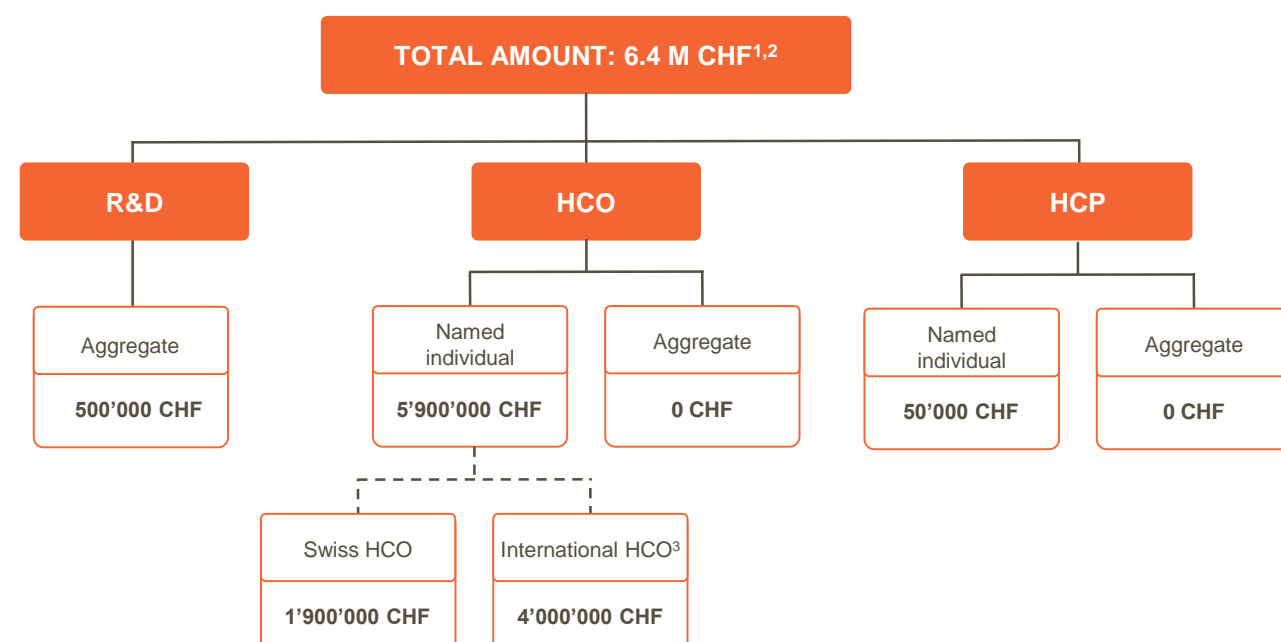 TOTAL AMOUNT: 6.4 M CHF1,2
R&D
HCO
HCP
Aggregate
500’000 CHF
Named
individual
5’900’000 CHF
Aggregate
0 CHF
Named
individual
50’000 CHF
Aggregate
0 CHF
Swiss HCO
1’900’000 CHF
International HCO3
4’000’000 CHF